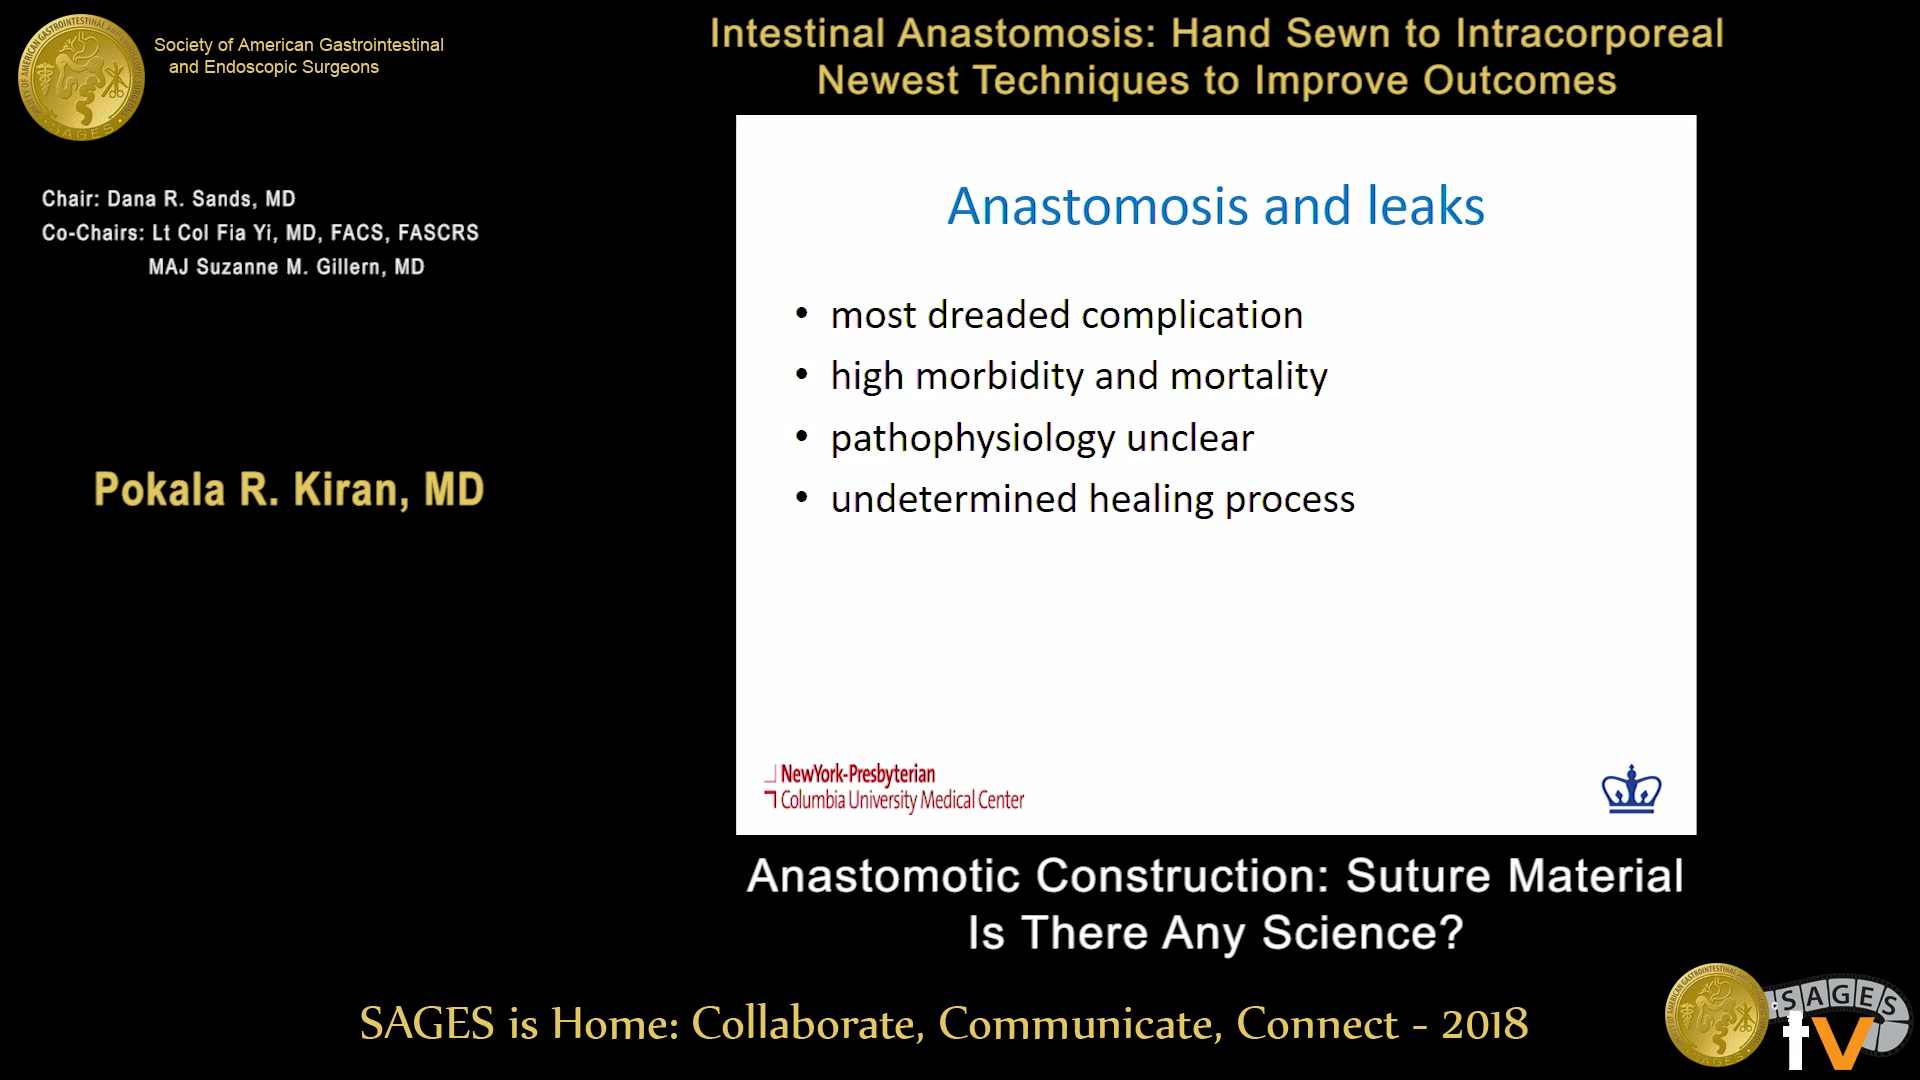 Society of American Gastrointestinal
and Endoscopic Surgeons
Intestinal Anastomosis: Hand Sewn to Intracorporeal
Newest Techniques to Improve Outcomes
Chair: Dana R. Sands, MD
Co-Chairs: Lt Col Fia Yi, MD, FACS, FASCRS
MAJ Suzanne M. Gillern, MD
Pokala R. Kiran, MD
Anastomosis and leaks
• most dreaded complication
• high morbidity and mortality
• pathophysiology unclear
• undetermined healing process
NewYork-Presbyterian
Columbia University Medical Center
Anastomotic Construction: Suture Material
Is There Any Science?
SAGES is Home: Collaborate, Communicate, Connect - 2018
SAGES
tv